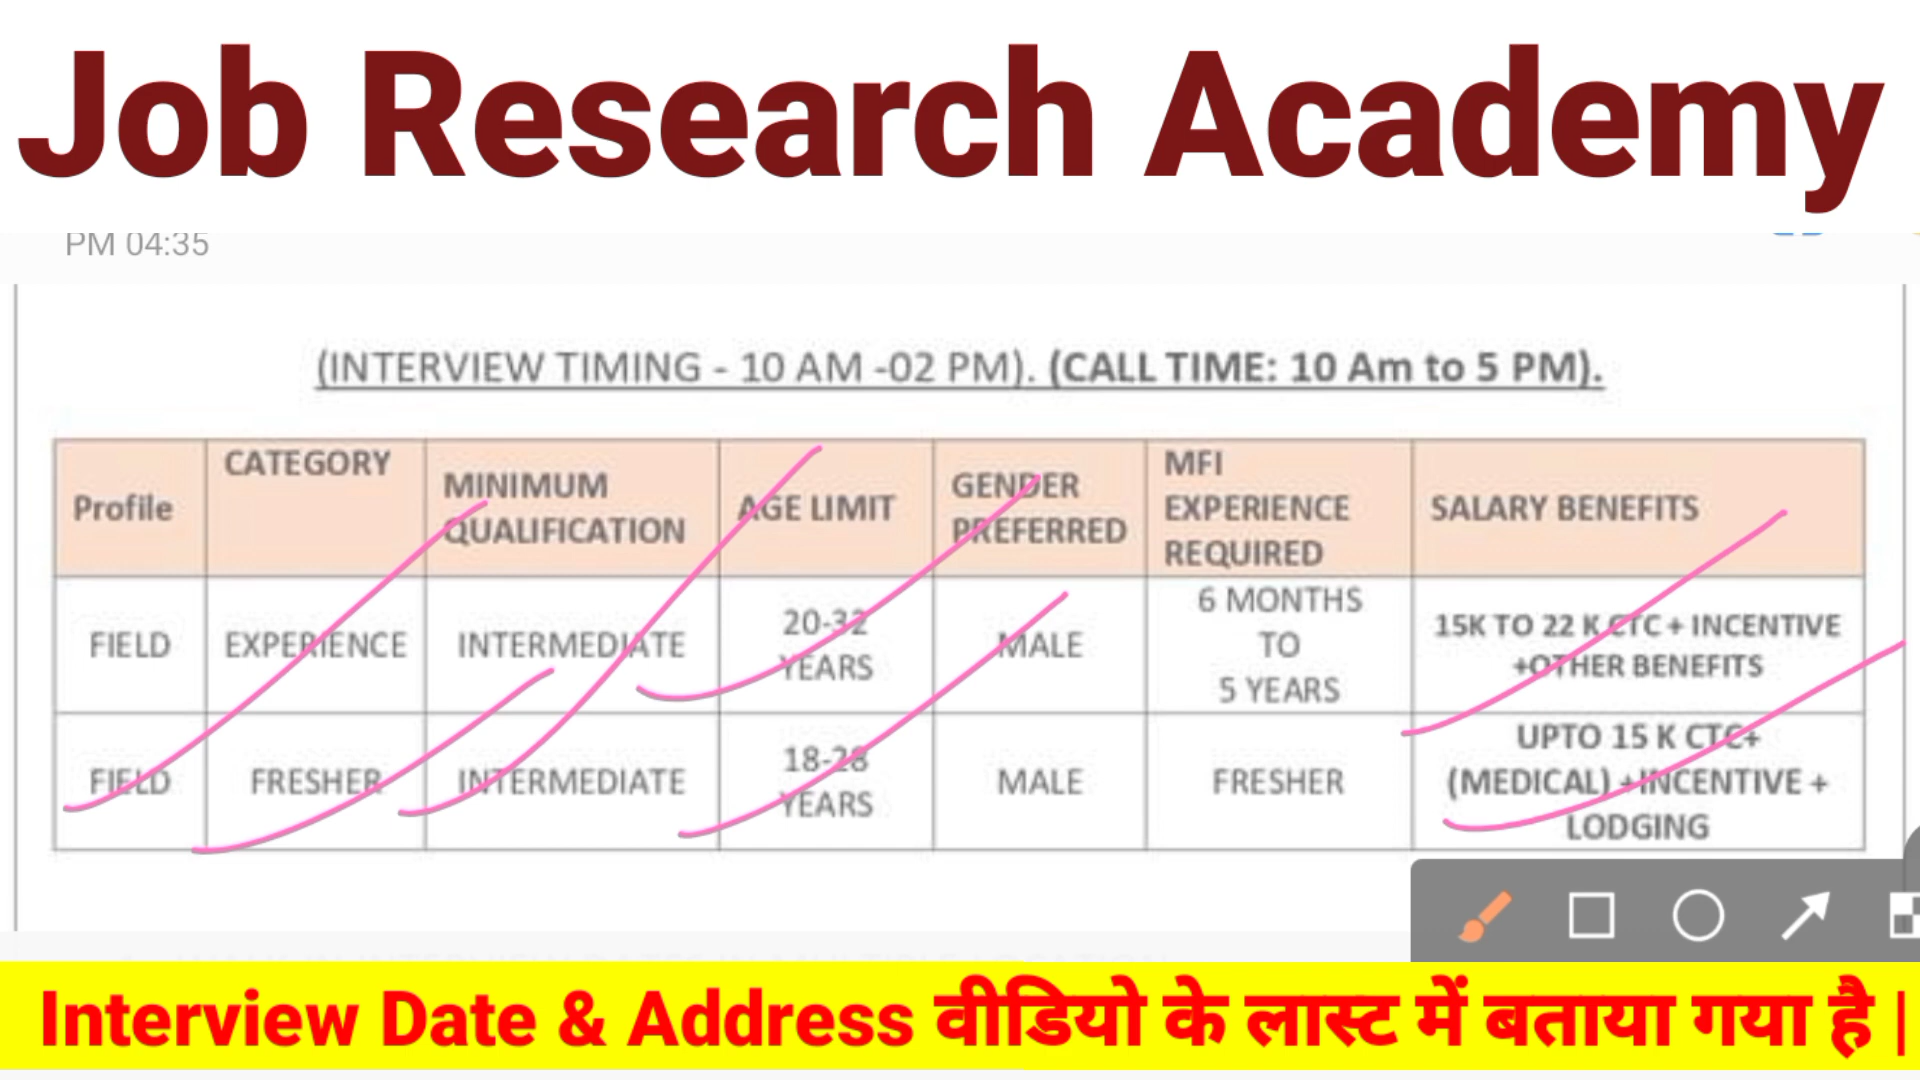 Job Research Academy
PM 04:35
(INTERVIEW TIMING - 10 AM -02 PM). (CALL TIME: 10 Am to 5 PM).
Profile CATEGORY MINIMUM QUALIFICATION AGE LIMIT GENDER PREFERRED MFI EXPERIENCE REQUIRED SALARY BENEFITS
FIELD EXPERIENCE INTERMEDIATE 20-32 YEARS MALE 6 MONTHS TO 5 YEARS 15K TO 22 K CTC + INCENTIVE +OTHER BENEFITS
FIELD FRESHER INTERMEDIATE 18-28 YEARS MALE FRESHER UPTO 15 K CTC+ (MEDICAL) +INCENTIVE + LODGING
Interview Date & Address वीडियो के लास्ट में बताया गया है |